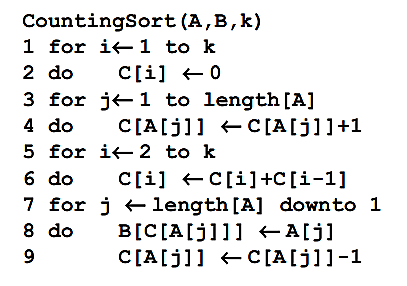 CountingSort(A,B,k)
1 for i←1 to k
2 do    C[i] ←0
3 for j←1 to length[A]
4 do    C[A[j]] ←C[A[j]]+1
5 for i←2 to k
6 do    C[i] ←C[i]+C[i-1]
7 for j ←length[A] downto 1
8 do    B[C[A[j]]] ←A[j]
9       C[A[j]] ←C[A[j]]-1